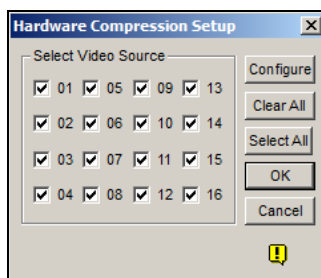 Hardware Compression Setup
Select Video Source
01 05 09 13
02 06 10 14
03 07 11 15
04 08 12 16
Configure
Clear All
Select All
OK
Cancel
!